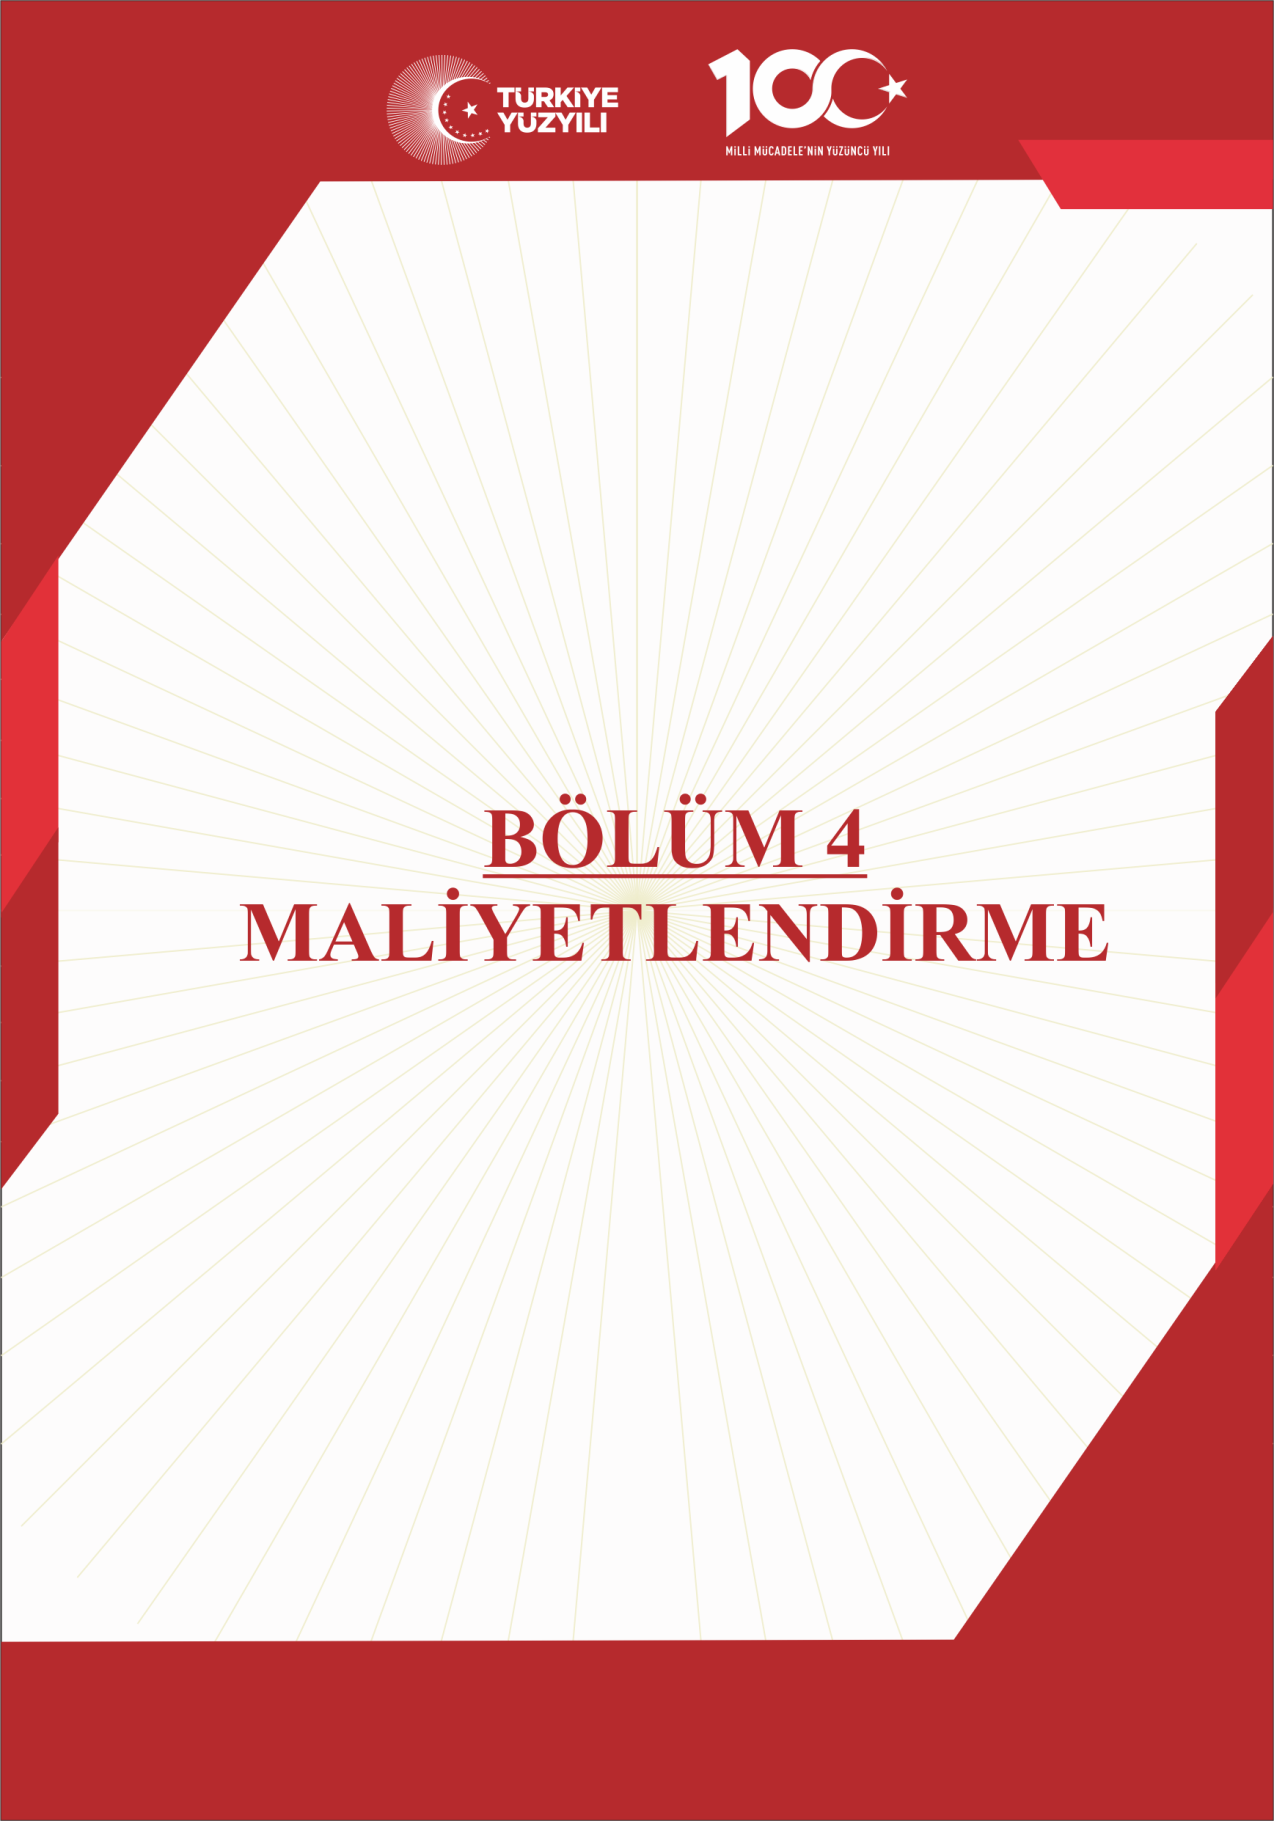 TÜRKİYE
YÜZYILI
100
MİLLİ MÜCADELE'NİN YÜZÜNCÜ YILI
BÖLÜM 4
MALİYETLENDİRME